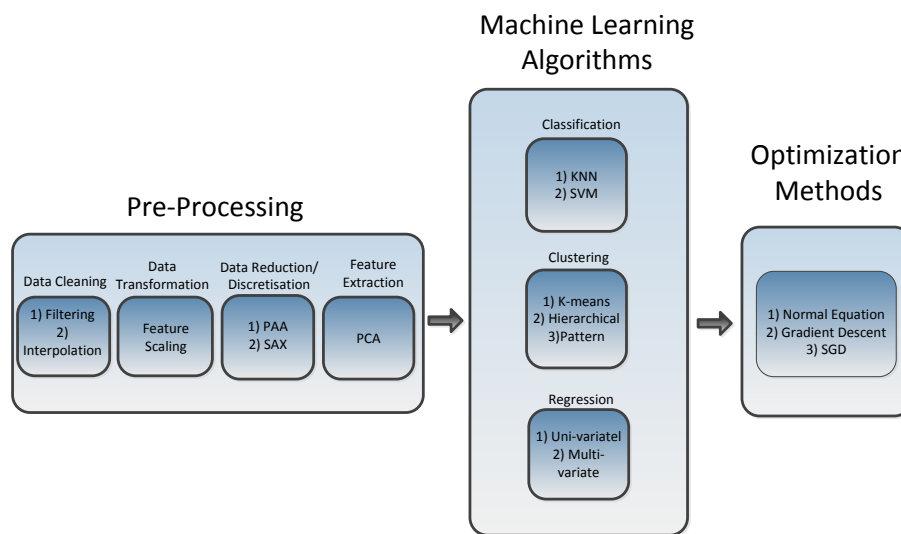 Machine Learning
Algorithms
Optimization
Methods
Pre-Processing
Data Cleaning
1) Filtering
2)
Interpolation
Data
Transformation
Feature
Scaling
Data Reduction/
Discretisation
1) PAA
2) SAX
Feature
Extraction
PCA
Classification
1) KNN
2) SVM
Clustering
1) K-means
2) Hierarchical
3)Pattern
Regression
1) Uni-variatel
2) Multi-
variate
1) Normal Equation
2) Gradient Descent
3) SGD